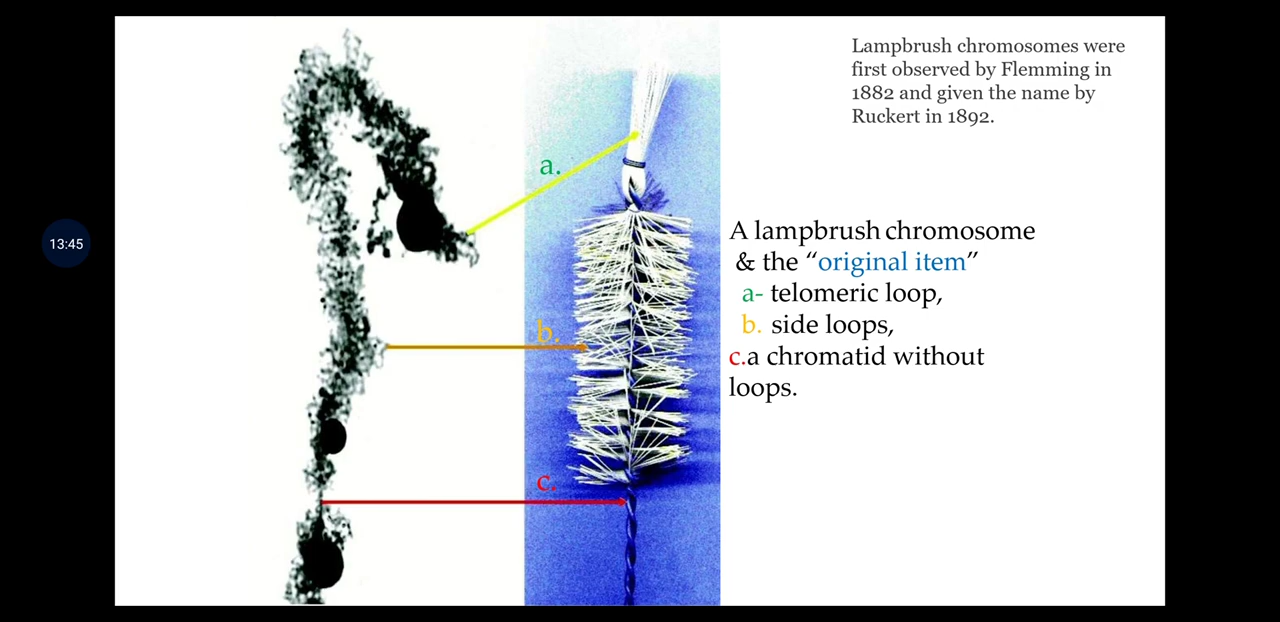 Lampbrush chromosomes were
first observed by Flemming in
1882 and given the name by
Ruckert in 1892.
a.
13:45
A lampbrush chromosome
& the “original item”
a- telomeric loop,
b.
b. side loops,
c.a chromatid without
loops.
c.